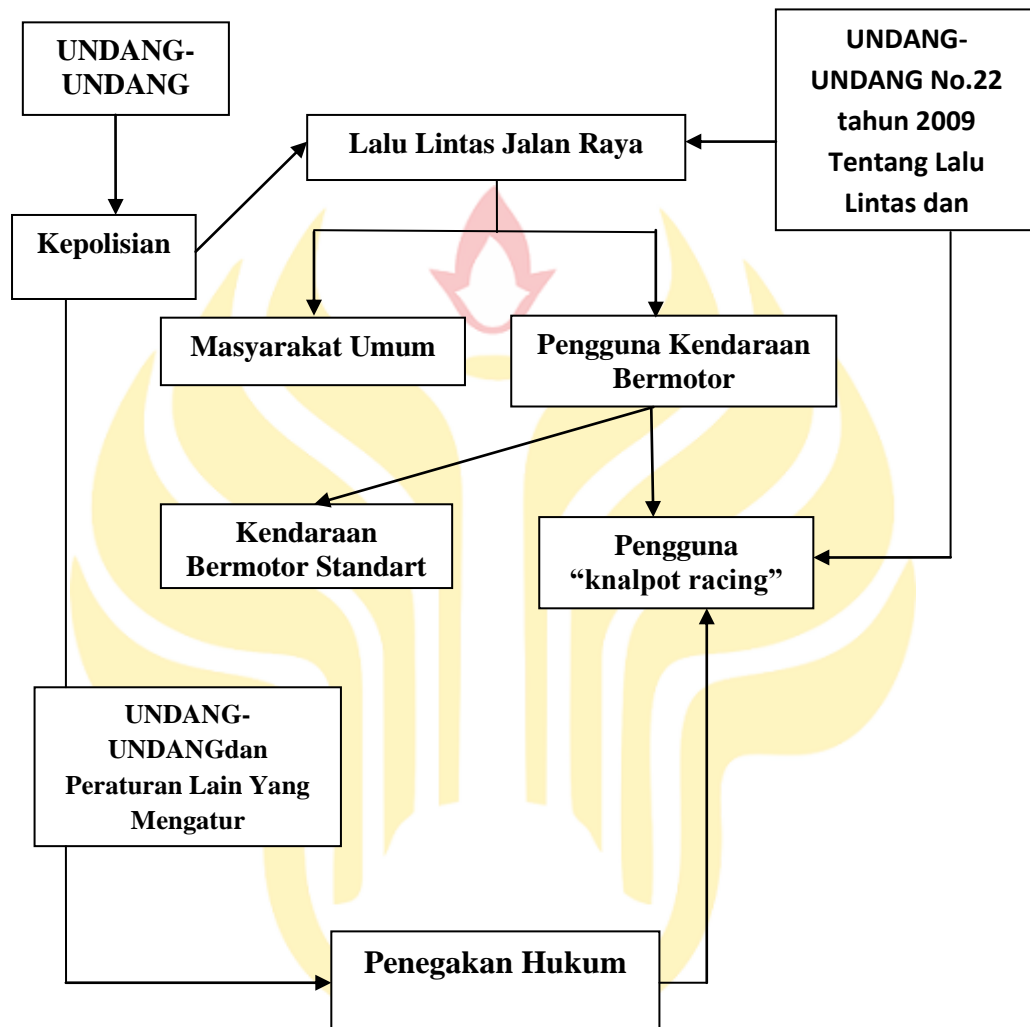 UNDANG-
UNDANG
UNDANG-
UNDANG No.22
tahun 2009
Tentang Lalu
Lintas dan
Lalu Lintas Jalan Raya
Kepolisian
Masyarakat Umum
Pengguna Kendaraan
Bermotor
Kendaraan
Bermotor Standart
Pengguna
“knalpot racing”
UNDANG-
UNDANGdan
Peraturan Lain Yang
Mengatur
Penegakan Hukum